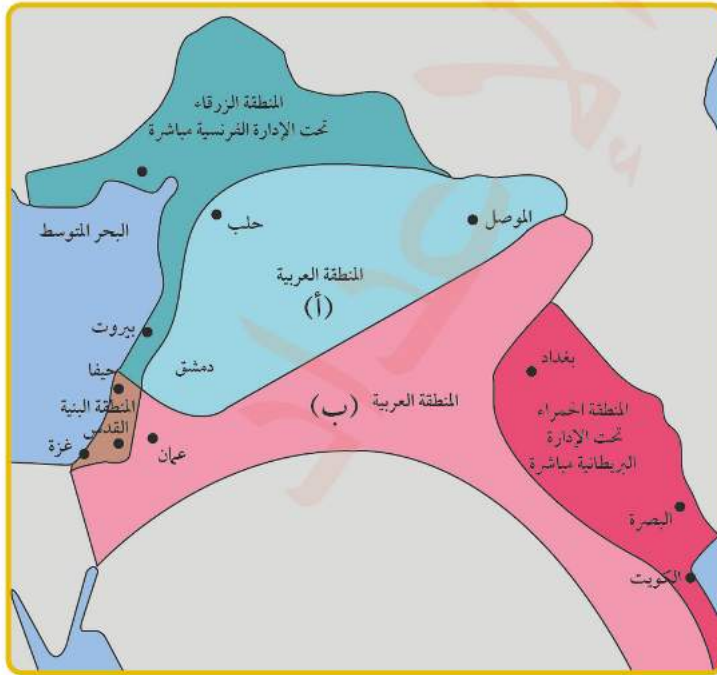 المنطقة الزرقاء
تحت الإدارة الفرنسية مباشرة
البحر المتوسط
حلب
الموصل
المنطقة العربية
(أ)
بيروت
دمشق
حيفا
المنطقة البنية
القدس
غزة
عمان
المنطقة العربية (ب)
بغداد
المنطقة الحمراء
تحت الإدارة
البريطانية مباشرة
البصرة
الكويت